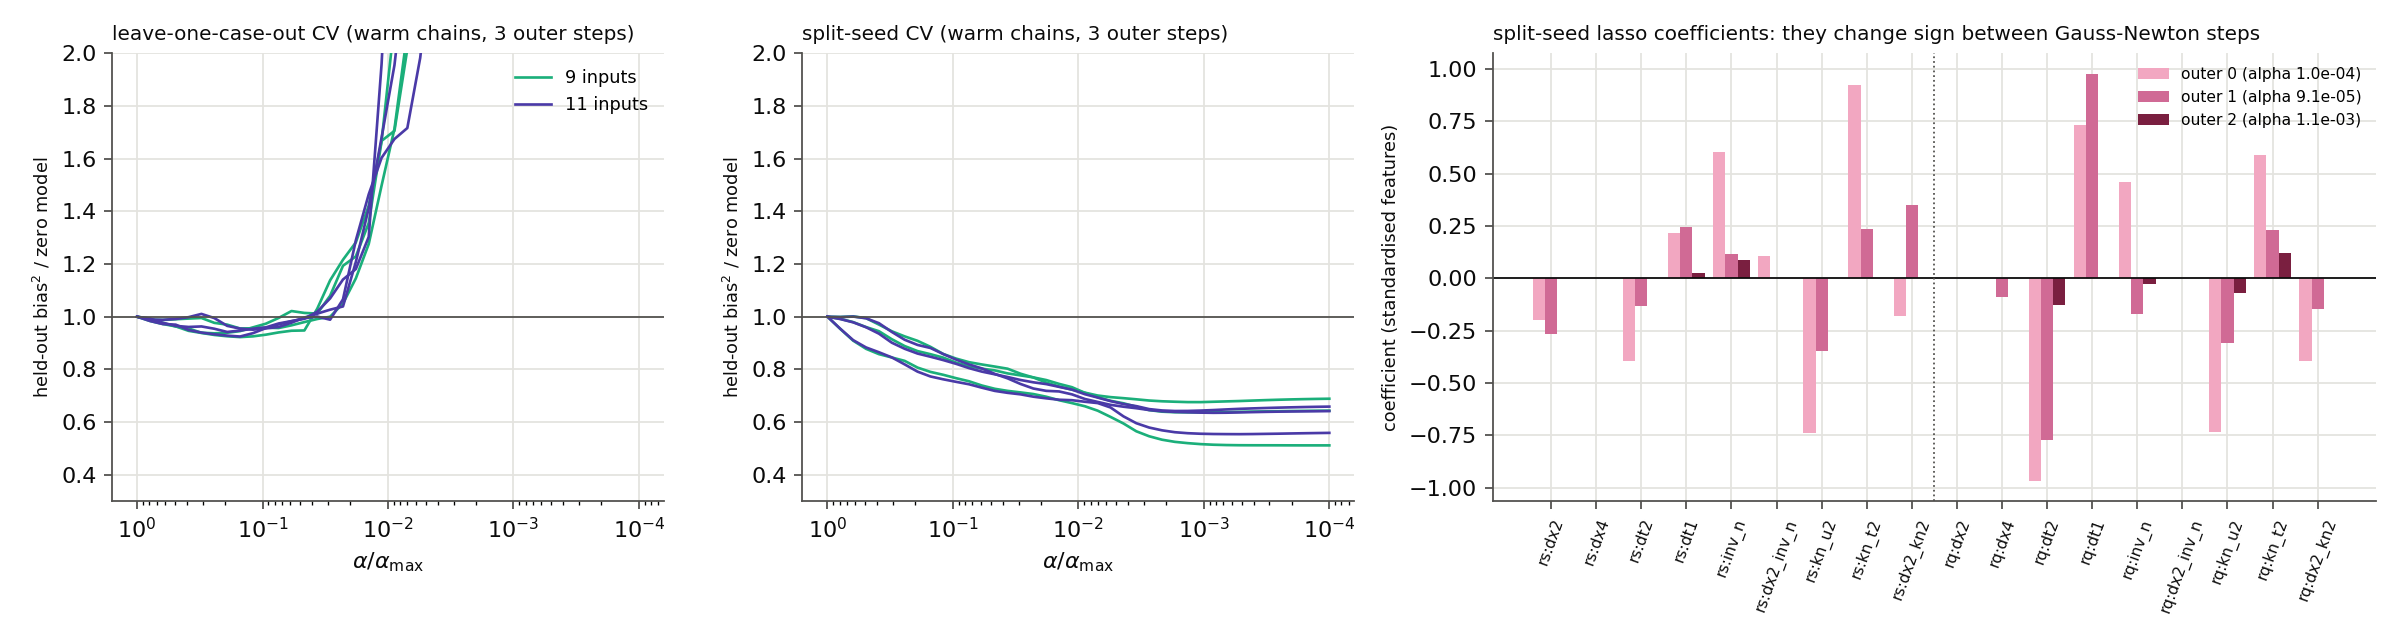 leave-one-case-out CV (warm chains, 3 outer steps)
held-out bias² / zero model
2.0
1.8
1.6
1.4
1.2
1.0
0.8
0.6
0.4
9 inputs
11 inputs
10⁰
10⁻¹
10⁻²
10⁻³
10⁻⁴
α/αmax
split-seed CV (warm chains, 3 outer steps)
held-out bias² / zero model
2.0
1.8
1.6
1.4
1.2
1.0
0.8
0.6
0.4
10⁰
10⁻¹
10⁻²
10⁻³
10⁻⁴
α/αmax
split-seed lasso coefficients: they change sign between Gauss-Newton steps
coefficient (standardised features)
1.00
0.75
0.50
0.25
0.00
−0.25
−0.50
−0.75
−1.00
outer 0 (alpha 1.0e-04)
outer 1 (alpha 9.1e-05)
outer 2 (alpha 1.1e-03)
rs:dx2
rs:dx4
rs:dt2
rs:dt1
rs:inv_n
rs:dx2_inv_n
rs:kn_u2
rs:kn_t2
rs:dx2_kn2
rq:dx2
rq:dx4
rq:dt2
rq:dt1
rq:inv_n
rq:dx2_inv_n
rq:kn_u2
rq:kn_t2
rq:dx2_kn2